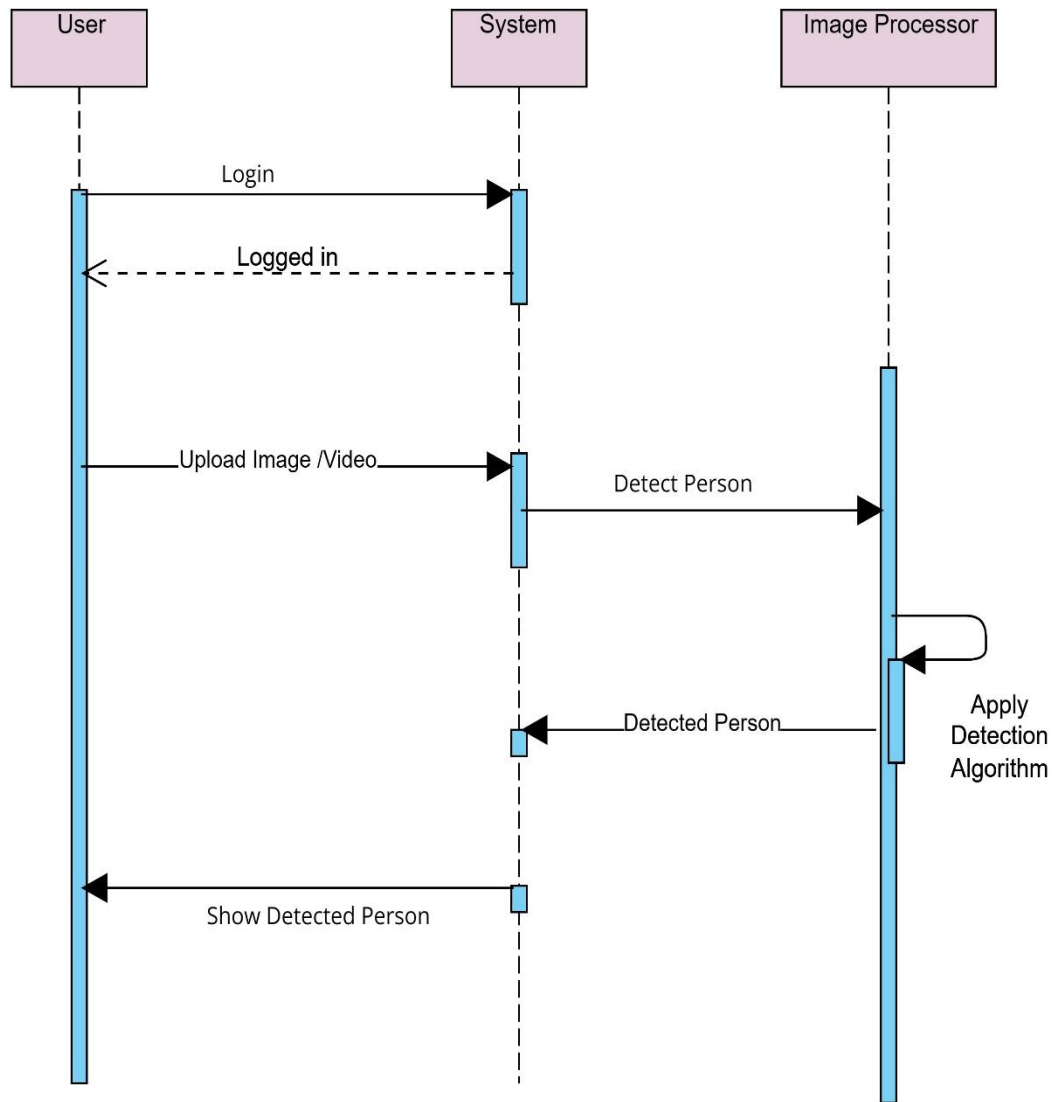 User
System
Image Processor
Login
Logged in
Upload Image /Video
Detect Person
Apply
Detection
Algorithm
Detected Person
Show Detected Person